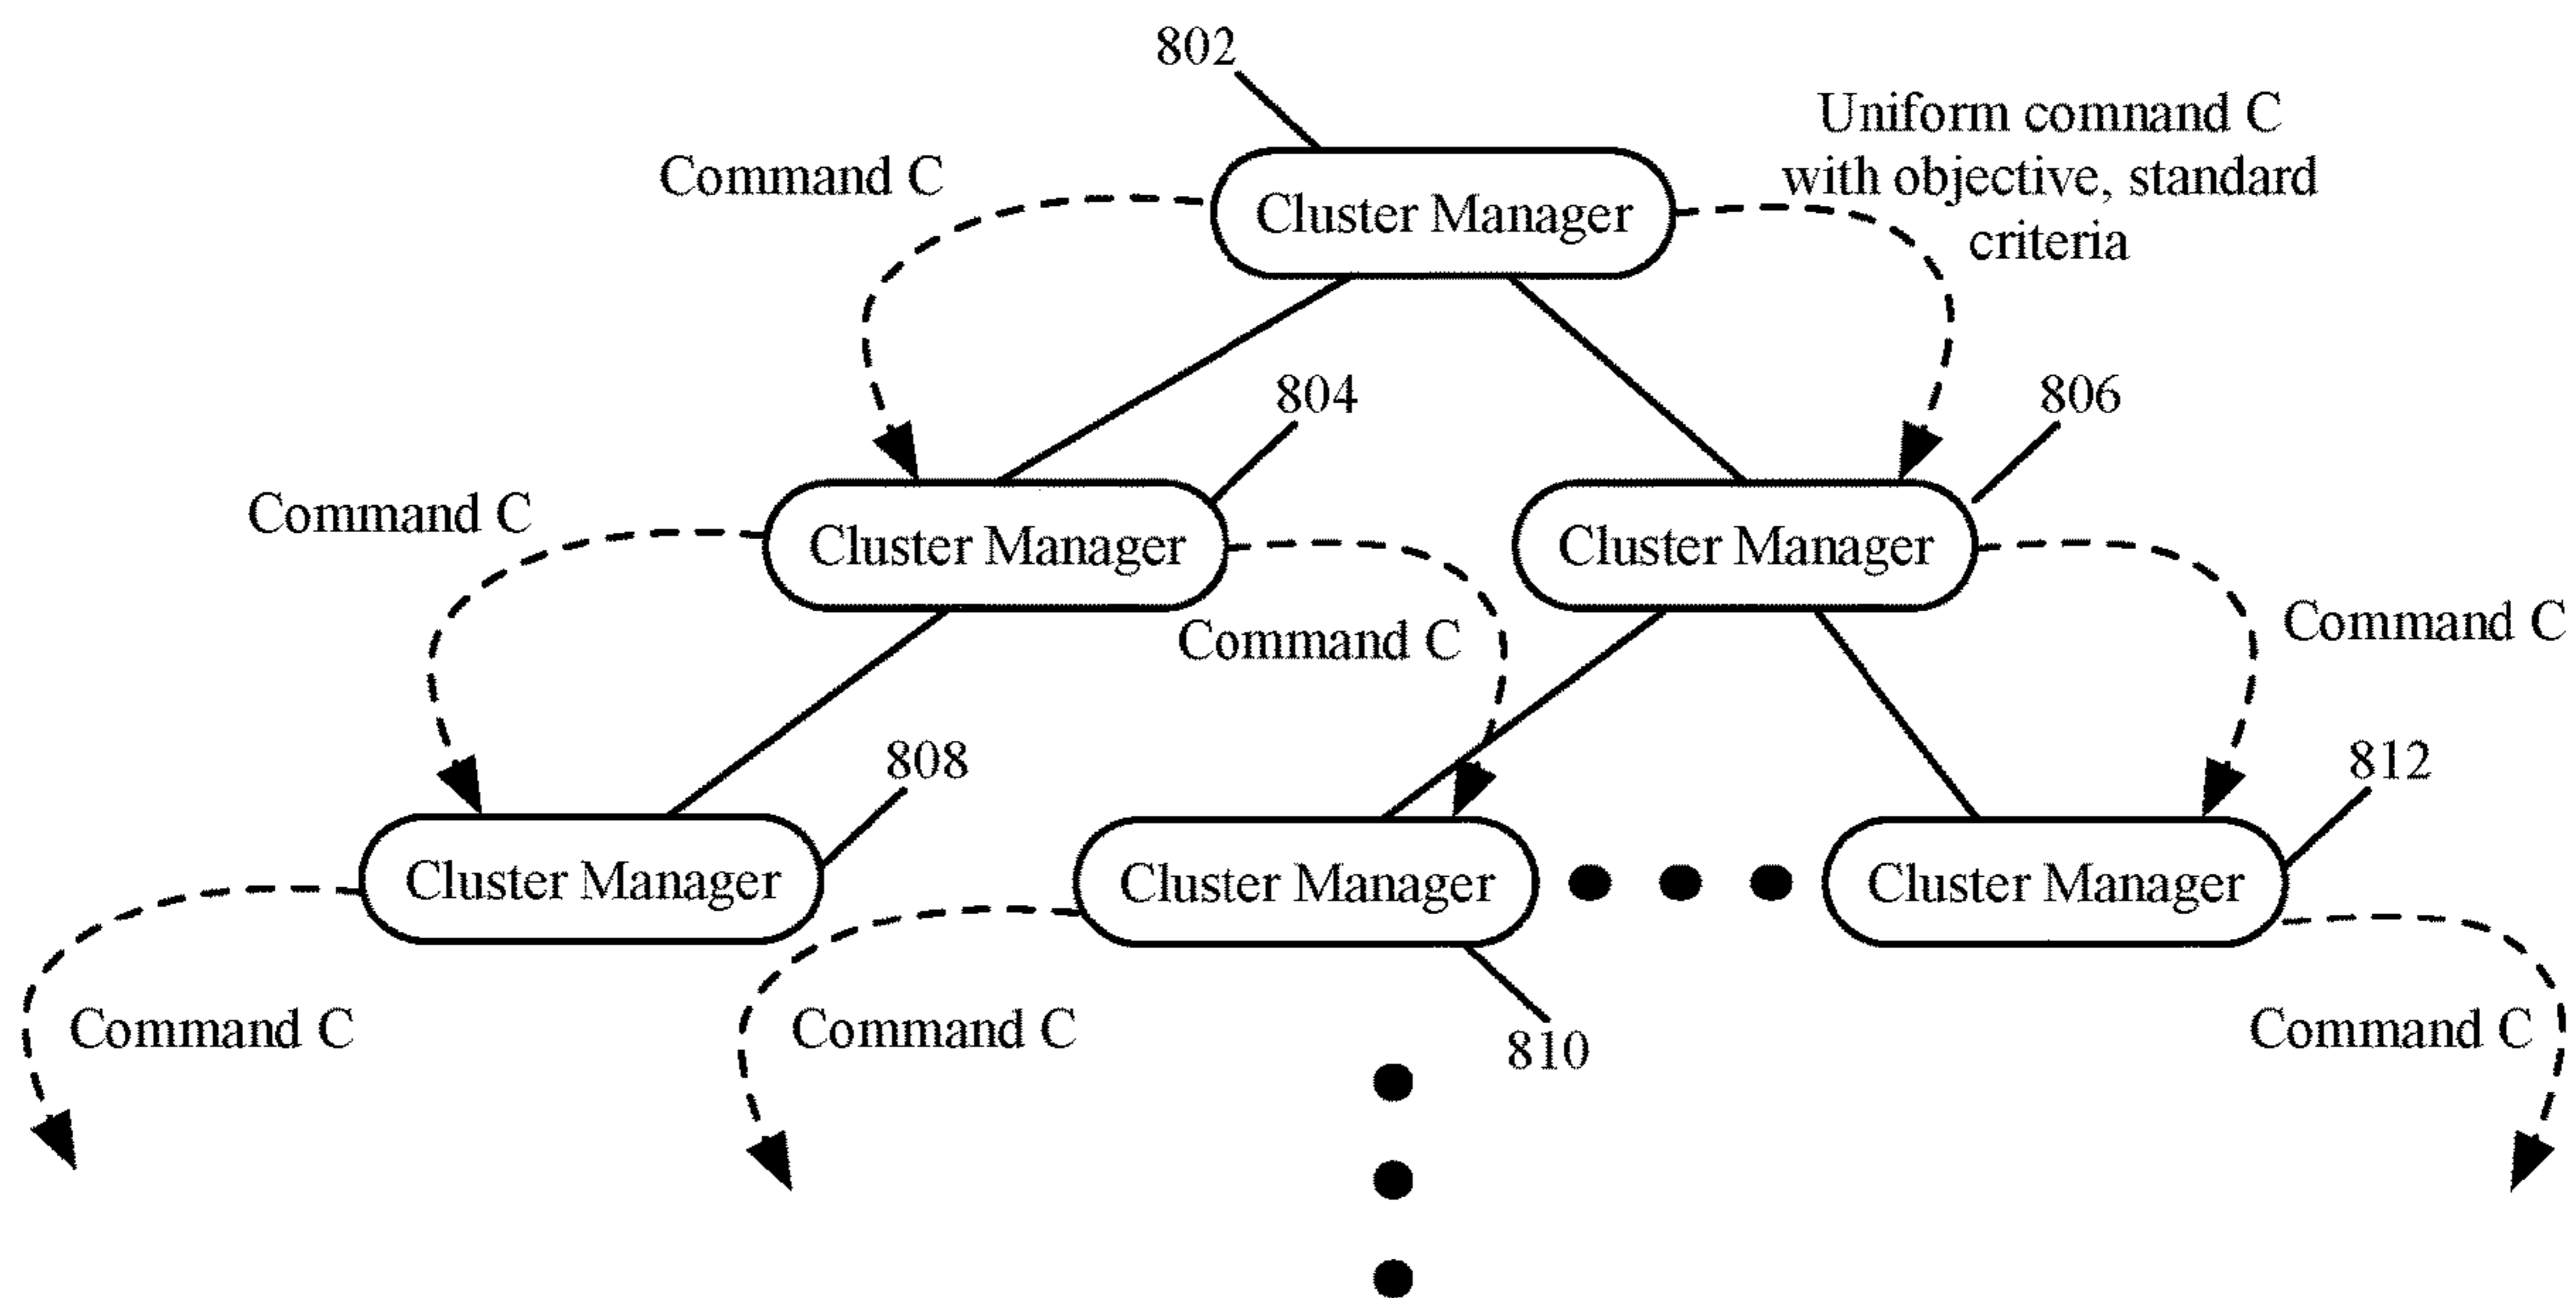 802
Uniform comnand C
with objective, standard
criteria
Command C
Cluster Manager
804
806
Command C
Cluster Manager
Cluster Manager
Command C
Command C
808
812
Cluster Manager
Cluster Manager
Cluster Manager
Command C
Command C
Command C
810